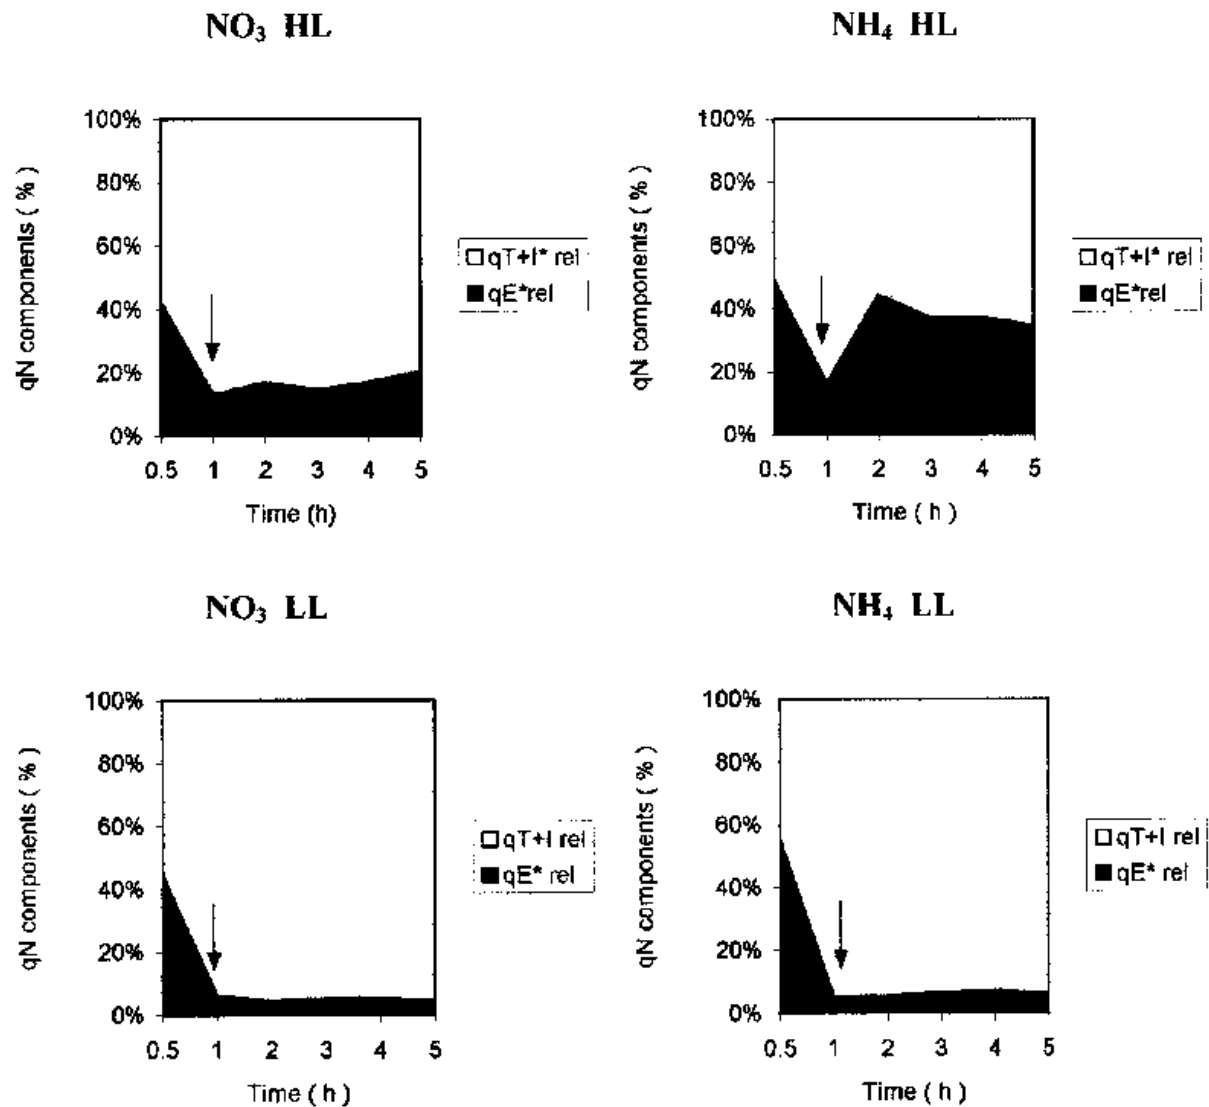 NO₃ HL
qN components ( % )
100%
80%
60%
40%
20%
0%
0.5 1 2 3 4 5
Time (h)
qT+I* rel
qE*rel
NH₄ HL
qN components ( % )
100%
80%
60%
40%
20%
0%
0.5 1 2 3 4 5
Time ( h )
qT+I* rel
qE*rel
NO₃ LL
qN components ( % )
100%
80%
60%
40%
20%
0%
0.5 1 2 3 4 5
Time ( h )
qT+I rel
qE* rel
NH₄ LL
qN components ( % )
100%
80%
60%
40%
20%
0%
0.5 1 2 3 4 5
Time ( h )
qT+I rel
qE* rel